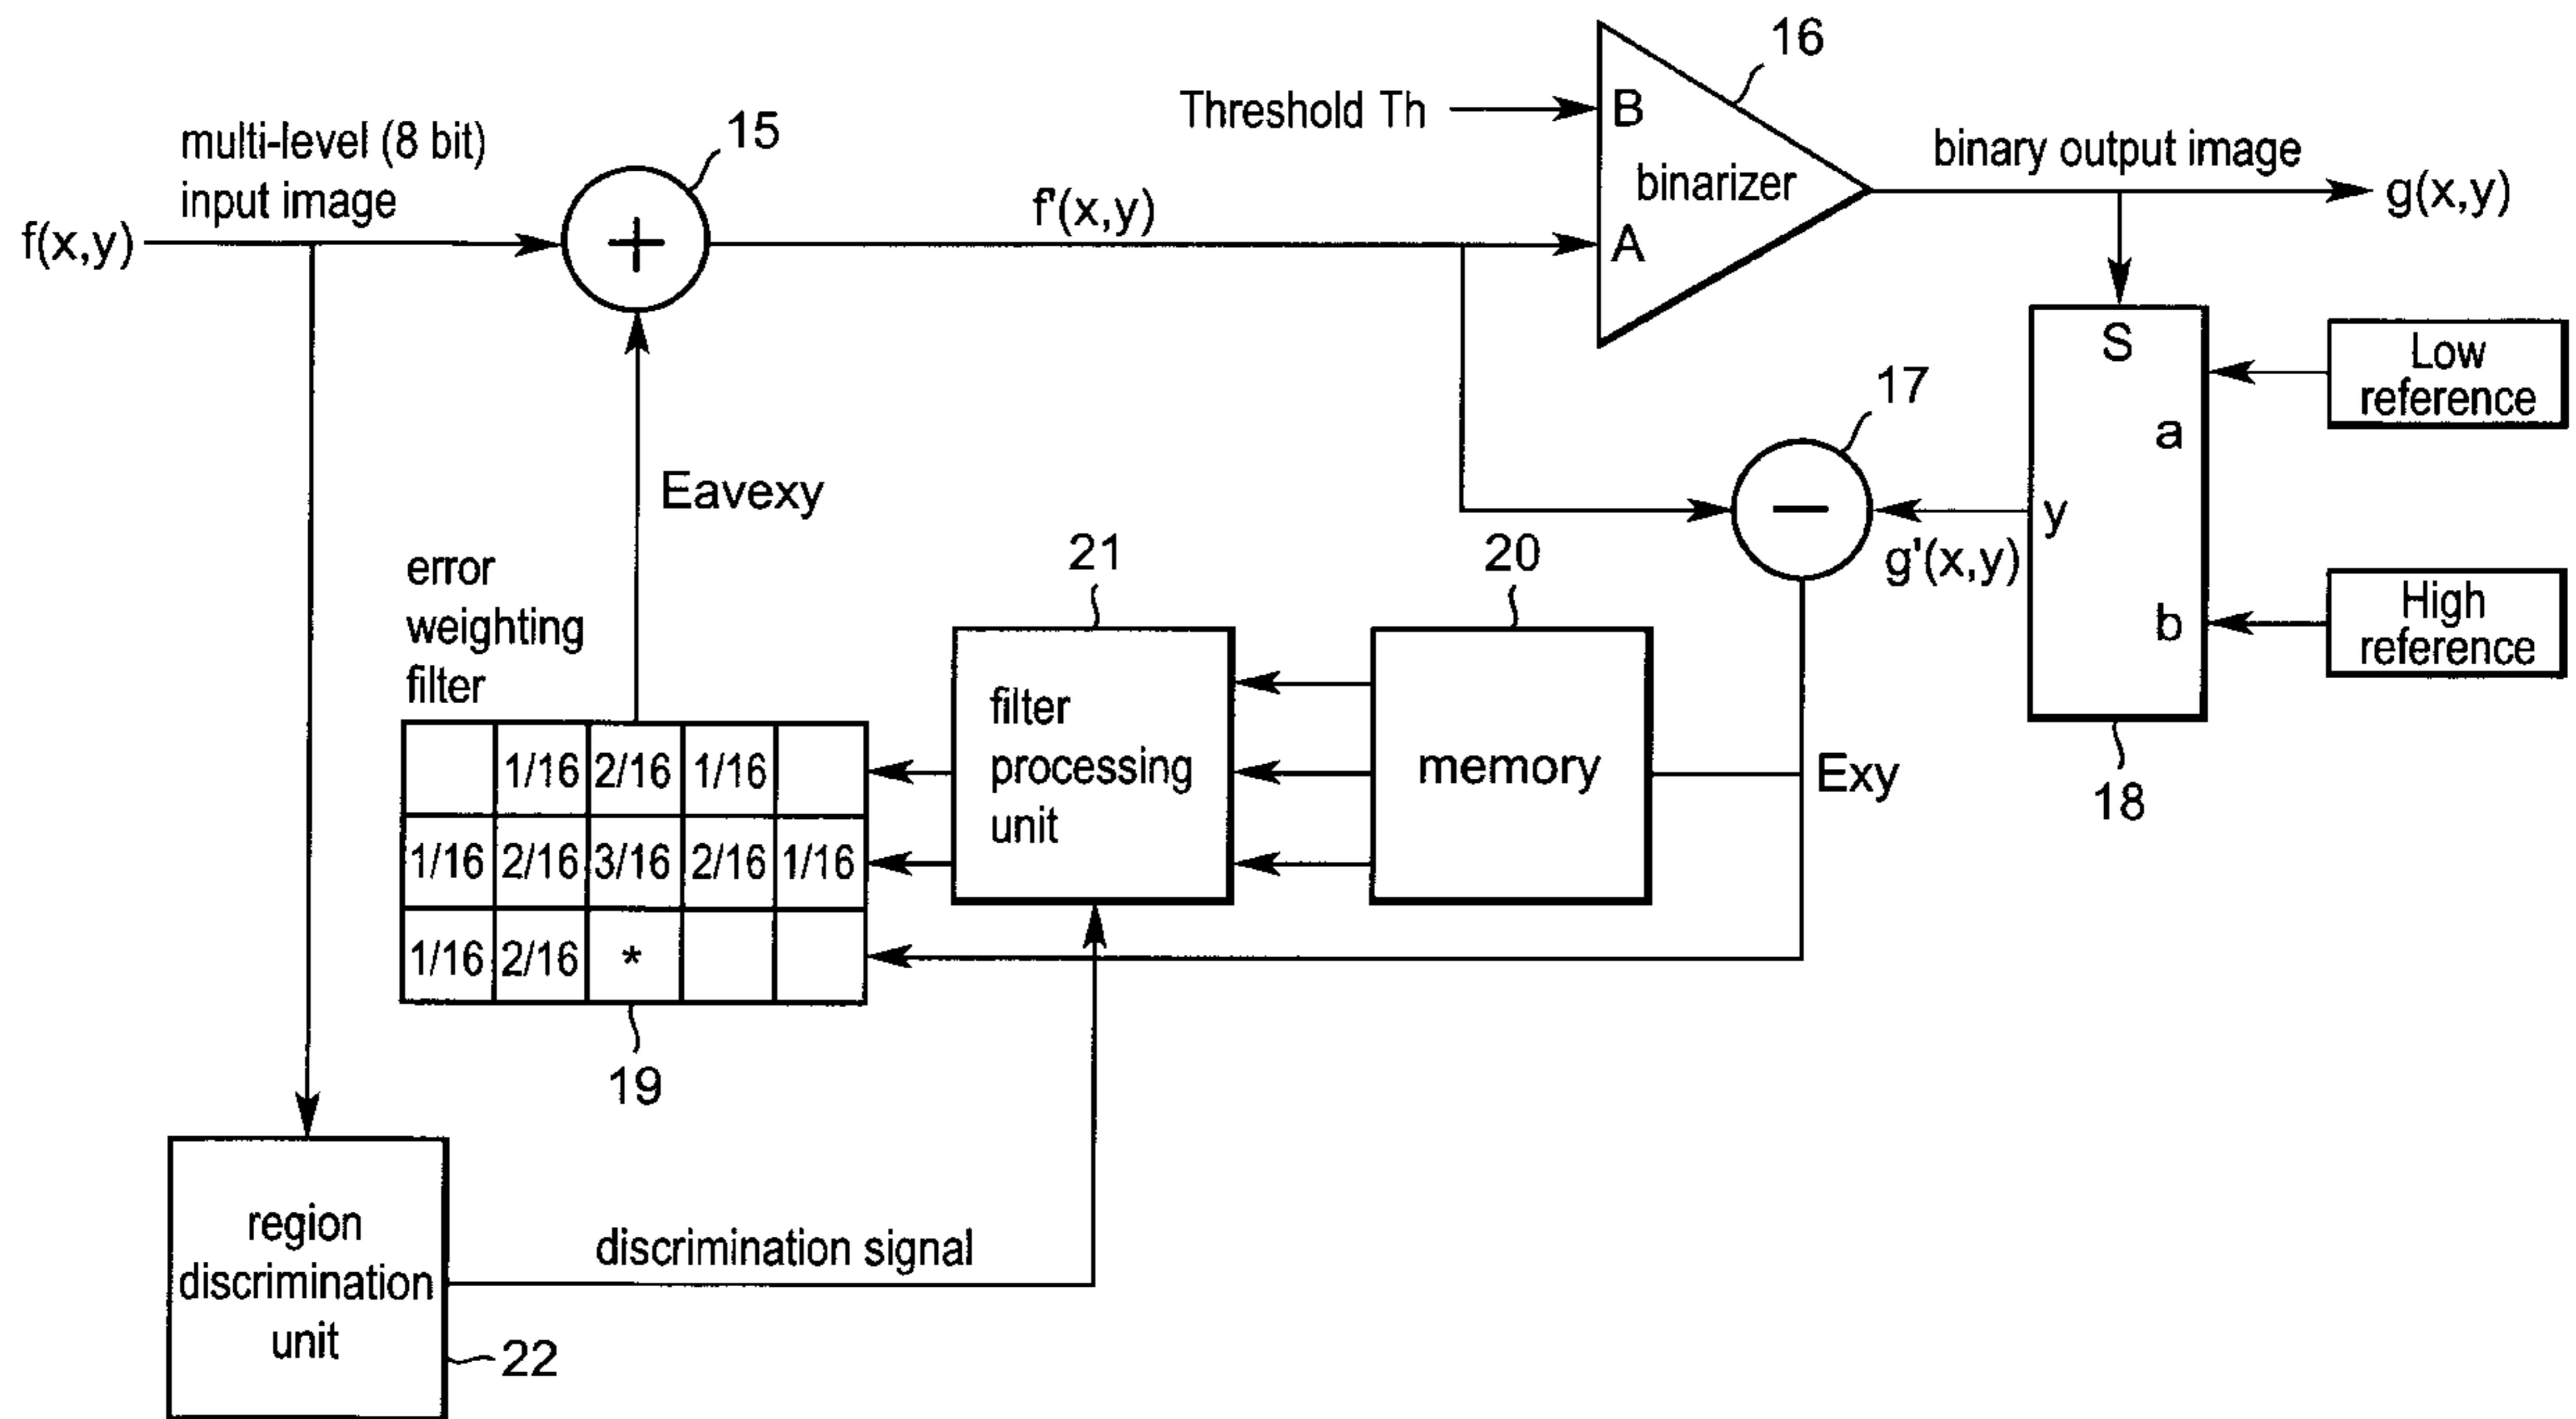 16
15
Threshold Th
B
multi-level (8 bit)
input image
binary output image
binarizer
f(x,y)
+
f'(x,y)
A
g(x,y)
S
Low
reference
a
17
Eavexy
−
y
g'(x,y)
High
reference
b
18
error
weighting
filter
21
20
filter
processing
unit
memory
Exy
1/16 2/16 1/16
1/16 2/16 3/16 2/16 1/16
1/16 2/16 *
19
region
discrimination
unit
discrimination signal
22